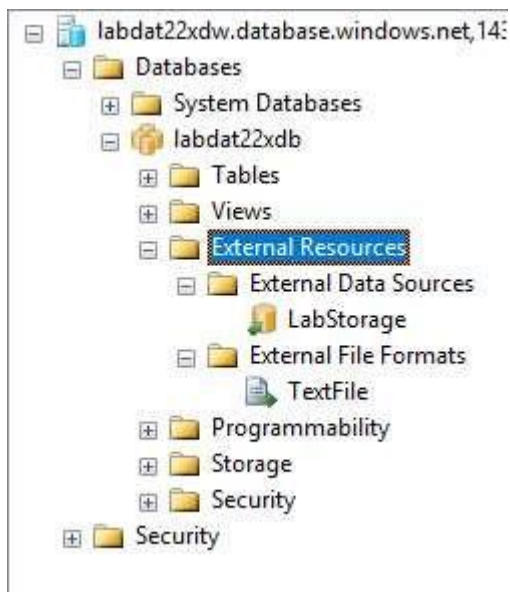 labdat22xdw.database.windows.net,143
Databases
System Databases
labdat22xdb
Tables
Views
External Resources
External Data Sources
LabStorage
External File Formats
TextFile
Programmability
Storage
Security
Security